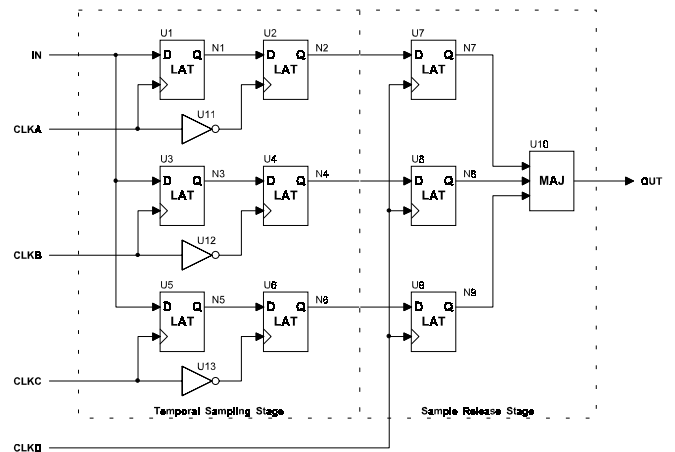 U1 U2 U7
IN D Q N1 D Q N2 D Q N7
LAT LAT LAT
U11
CLKA
U10
U3 U4 U8
D Q N3 D Q N4 D Q N8 MAJ OUT
LAT LAT LAT
U12
CLKB
U5 U6 U9
D Q N5 D Q N6 D Q N9
LAT LAT LAT
U13
CLKC
Temporal Sampling Stage Sample Release Stage
CLKD